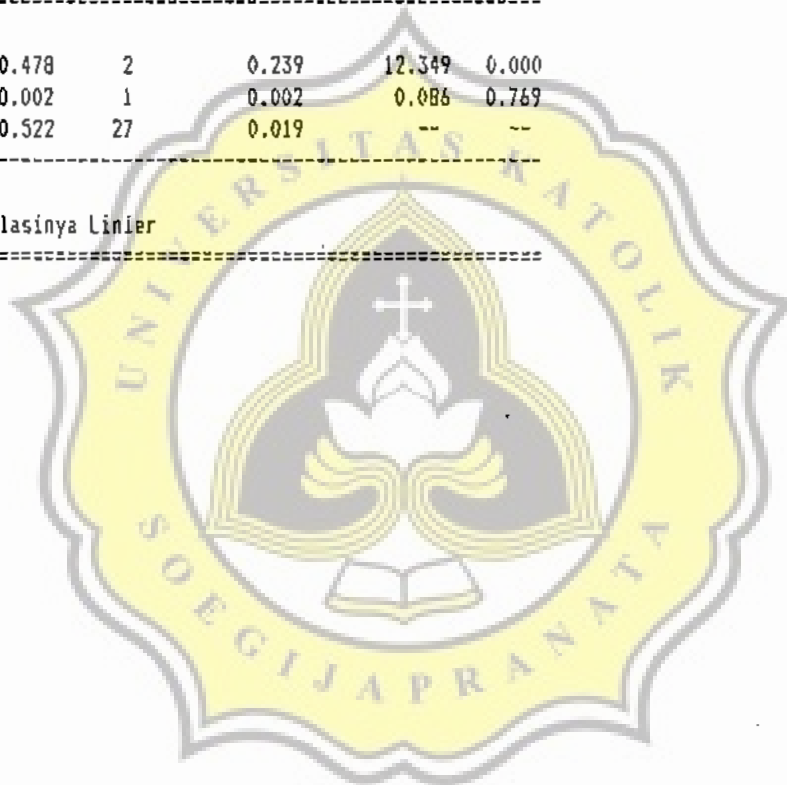 0.478 2 0.239 12.349 0.000
0.002 1 0.002 0.086 0.769
0.522 27 0.019 -- --
lasinya Linier
UNIVERSITAS KATOLIK
SOEGIJAPRANATA